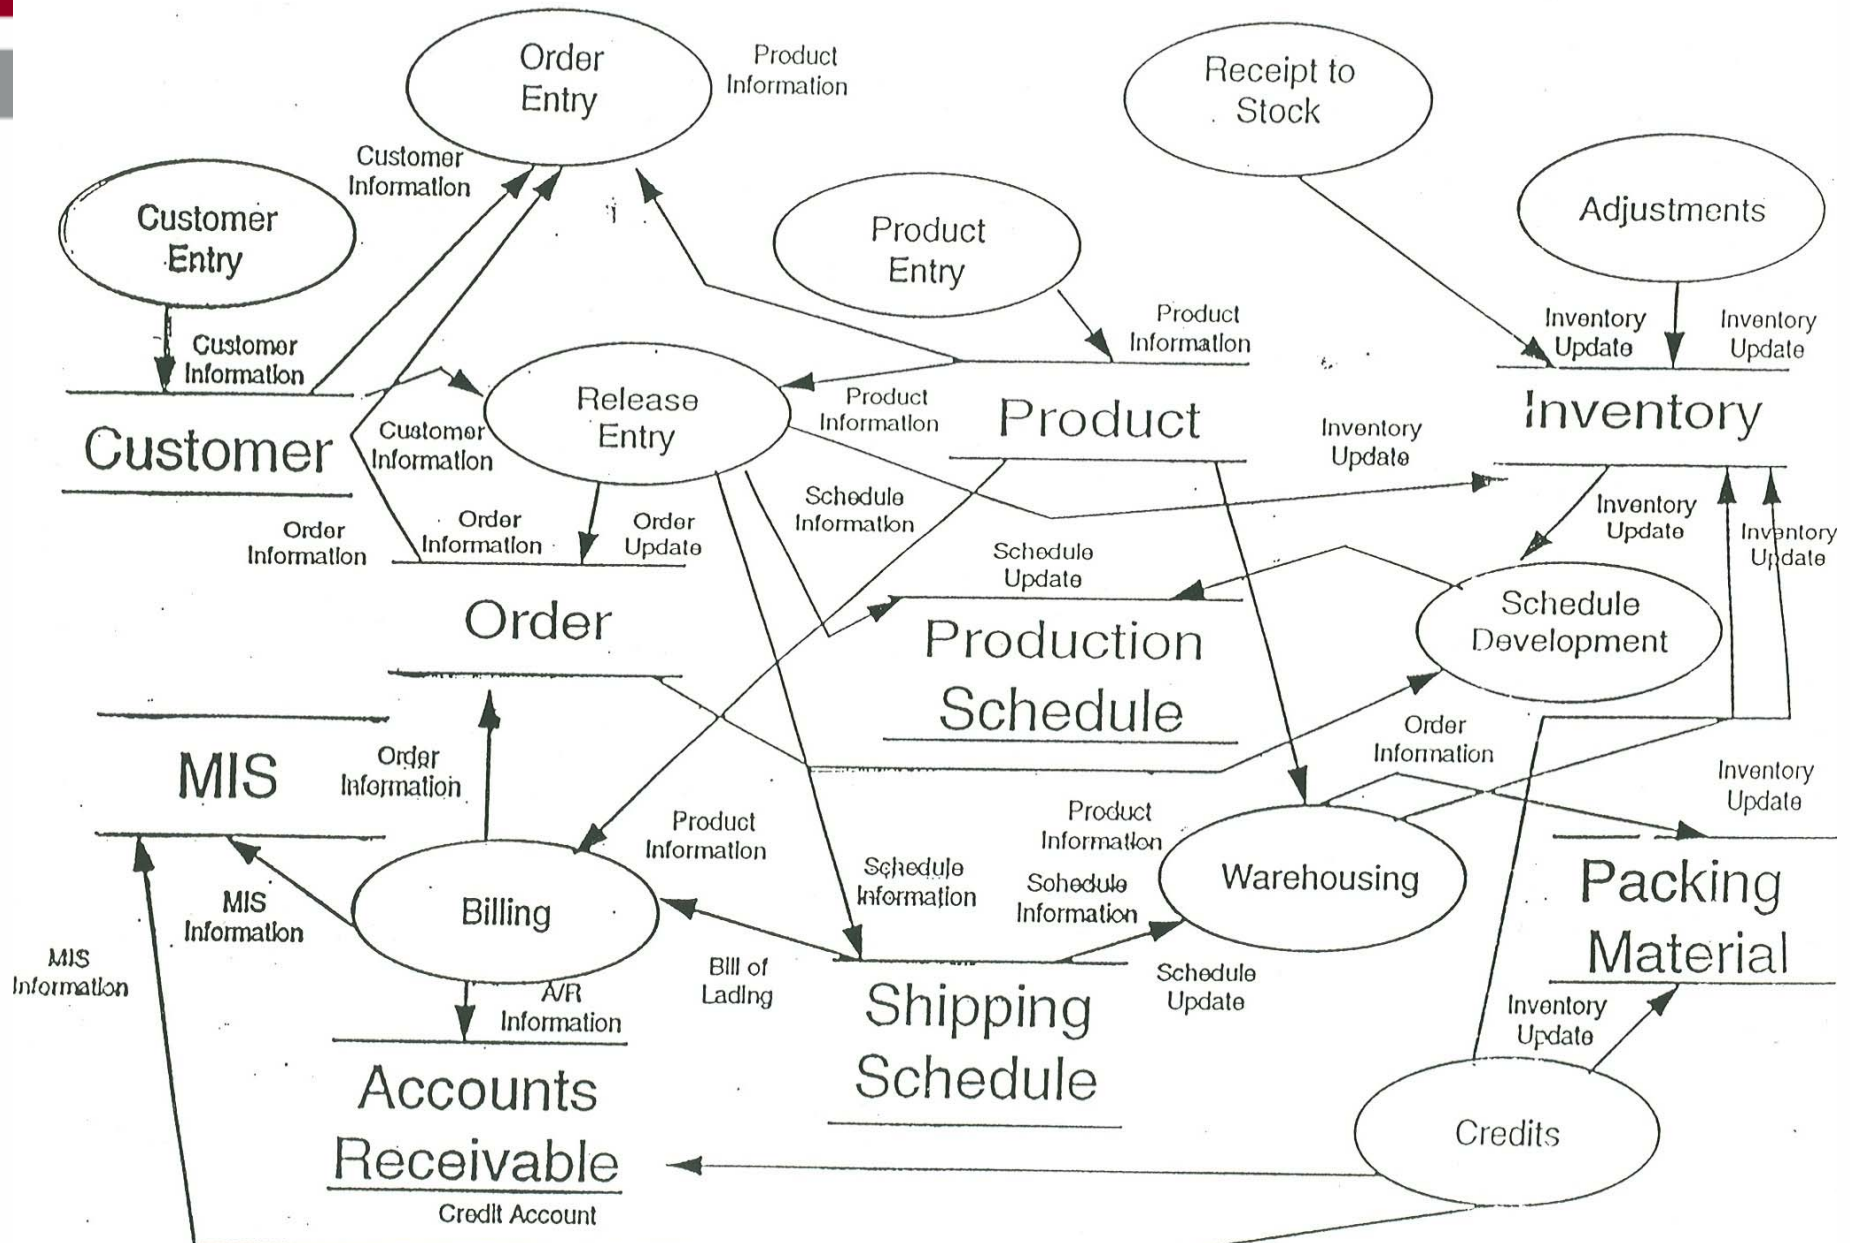 Order
Entry
Product
Information
Receipt to
Stock
Customer
Information
Customer
Entry
Product
Entry
Adjustments
Customer
Information
Product
Information
Inventory
Update
Inventory
Update
Release
Entry
Product
Information
Product
Inventory
Customer
Customer
Information
Inventory
Update
Schedule
Information
Order
Information
Order
Information
Order
Update
Inventory
Update
Inventory
Update
Schedule
Update
Order
Production
Schedule
Schedule
Development
MIS
Order
Information
Order
Information
Inventory
Update
Product
Information
Product
Information
Schedule
Information
Schedule
Information
Warehousing
Packing
Material
MIS
Information
Billing
MIS
Information
Bill of
Lading
Schedule
Update
A/R
Information
Shipping
Schedule
Inventory
Update
Accounts
Receivable
Credits
Credit Account